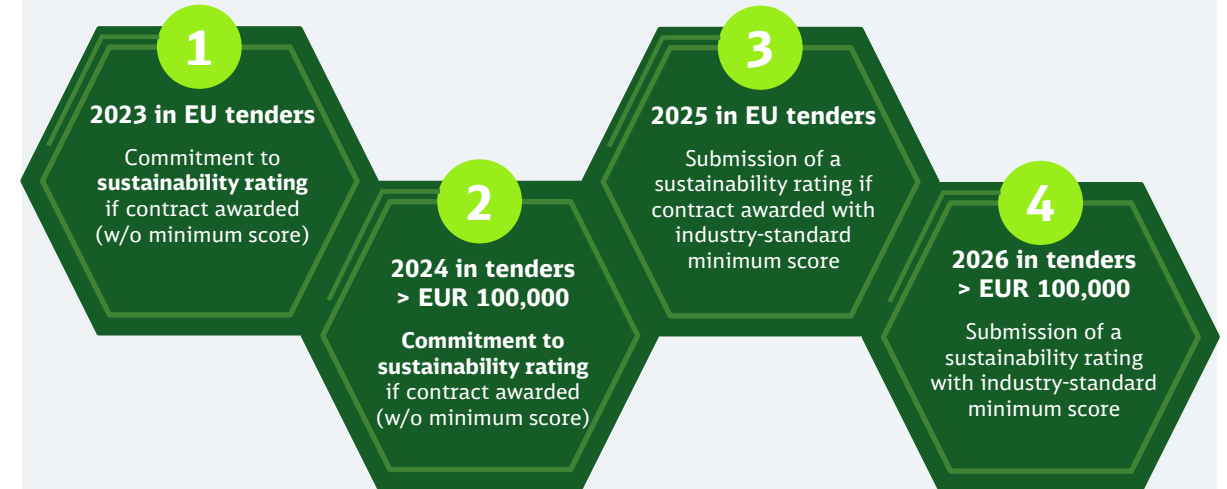 1
2023 in EU tenders
Commitment to
sustainability rating
if contract awarded
(w/o minimum score)
2
2024 in tenders
> EUR 100,000
Commitment to
sustainability rating
if contract awarded
(w/o minimum score)
3
2025 in EU tenders
Submission of a
sustainability rating if
contract awarded with
industry-standard
minimum score
4
2026 in tenders
> EUR 100,000
Submission of a
sustainability rating
with industry-standard
minimum score